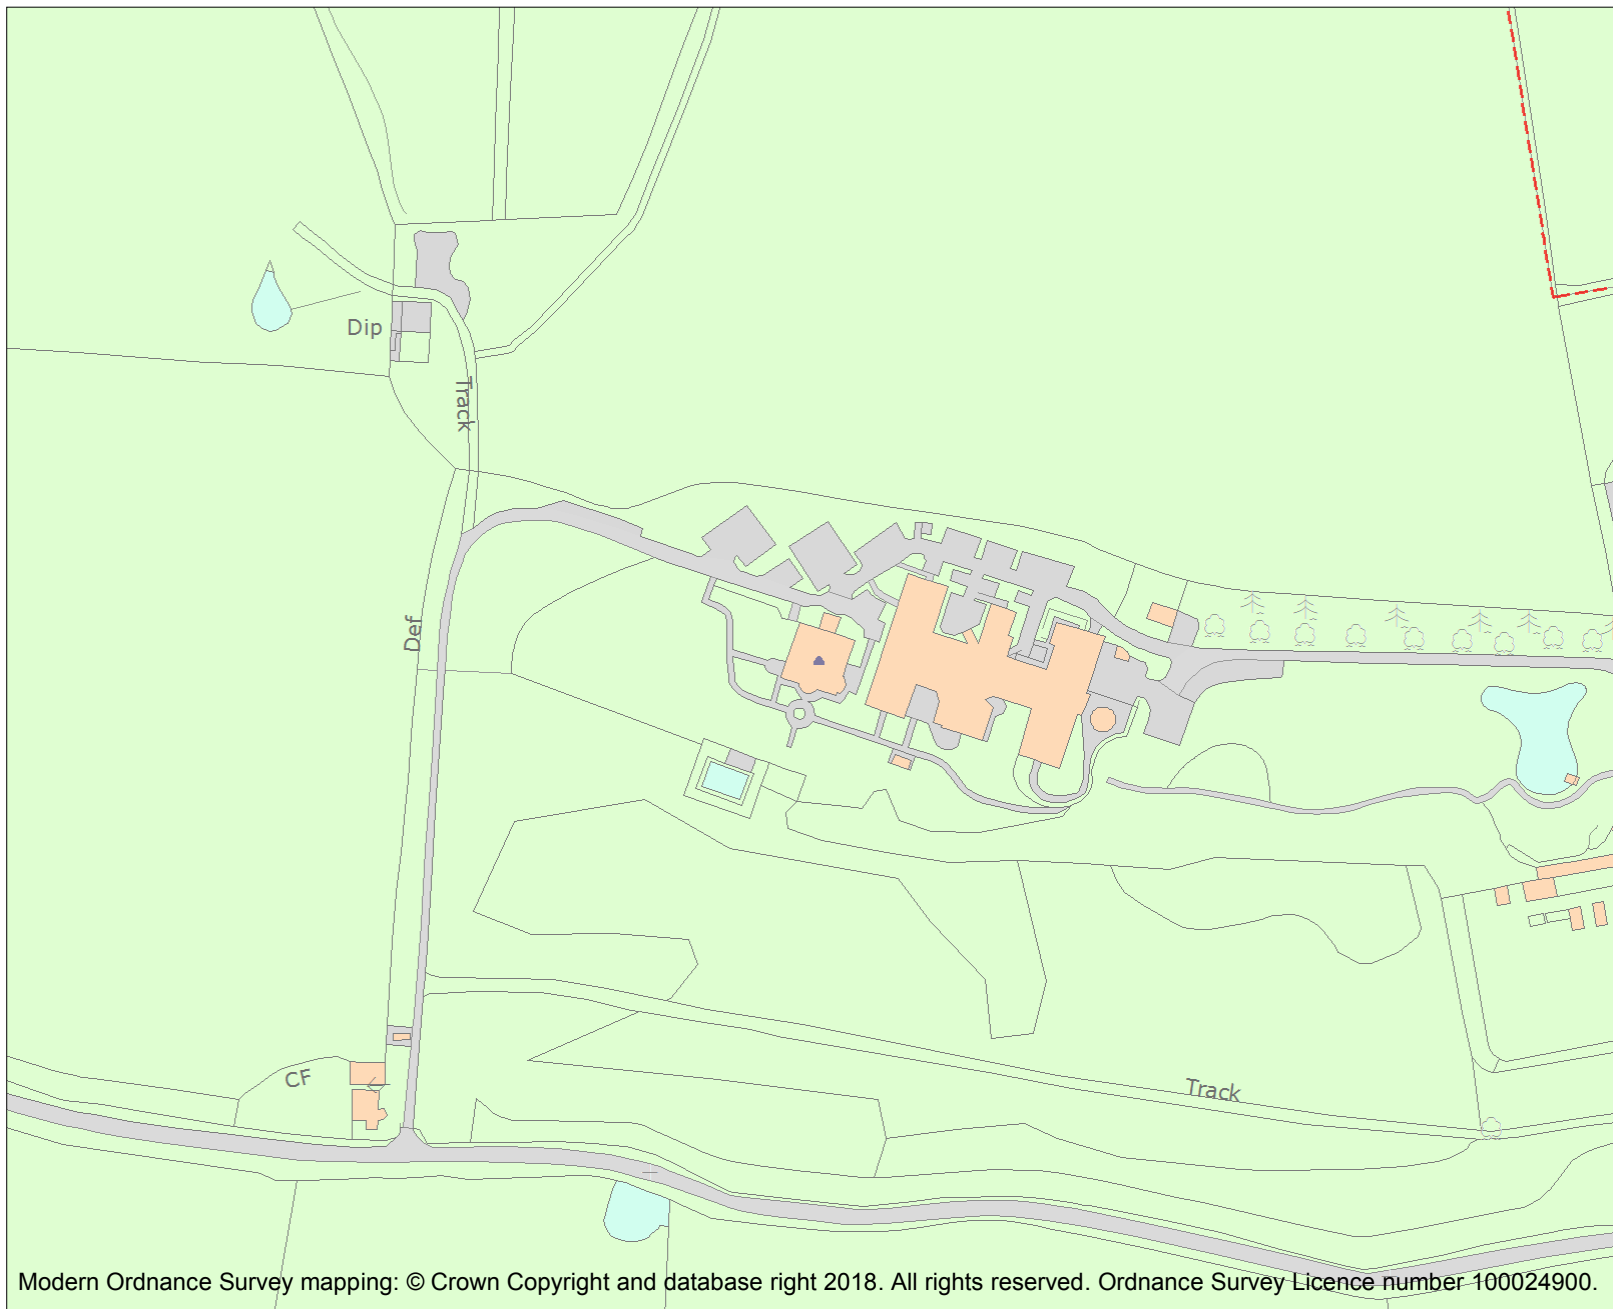 Dip
Track
Def
CF
Track
Modern Ordnance Survey mapping: © Crown Copyright and database right 2018. All rights reserved. Ordnance Survey Licence number 100024900.